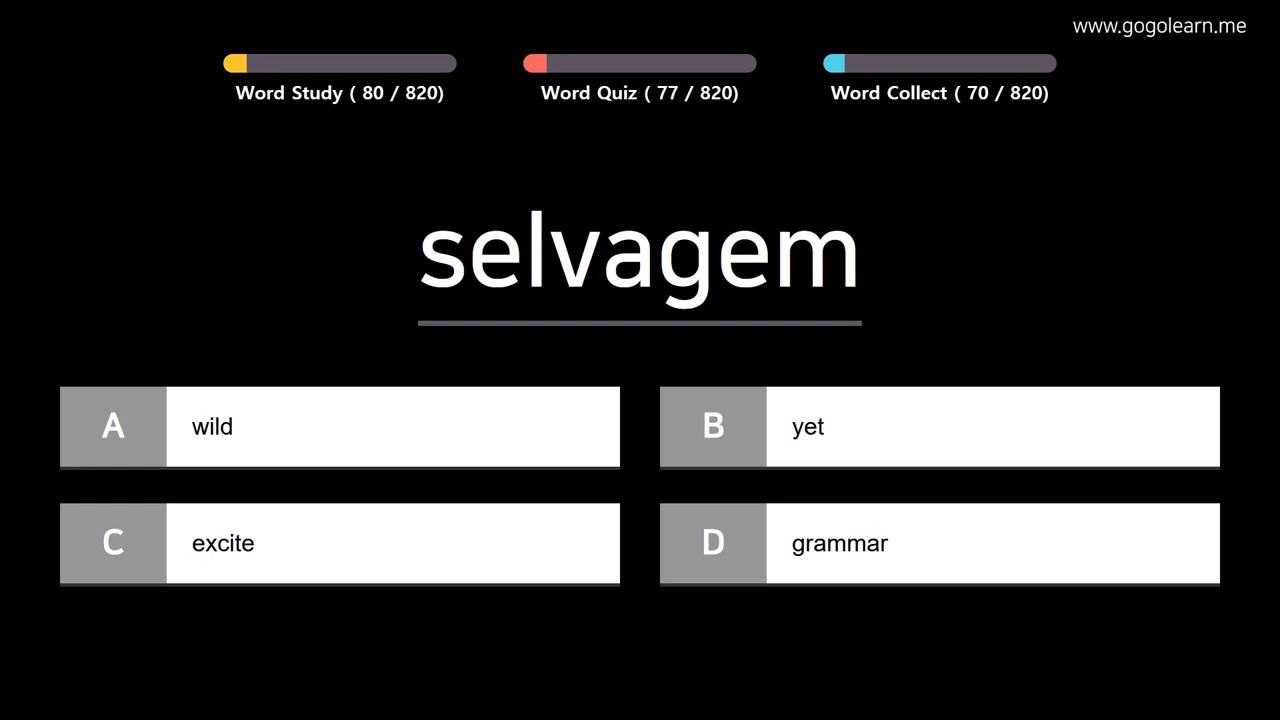 www.gogolearn.me
Word Study ( 80 / 820)
Word Quiz ( 77 / 820)
Word Collect ( 70 / 820)
selvagem
A wild
B yet
C excite
D grammar